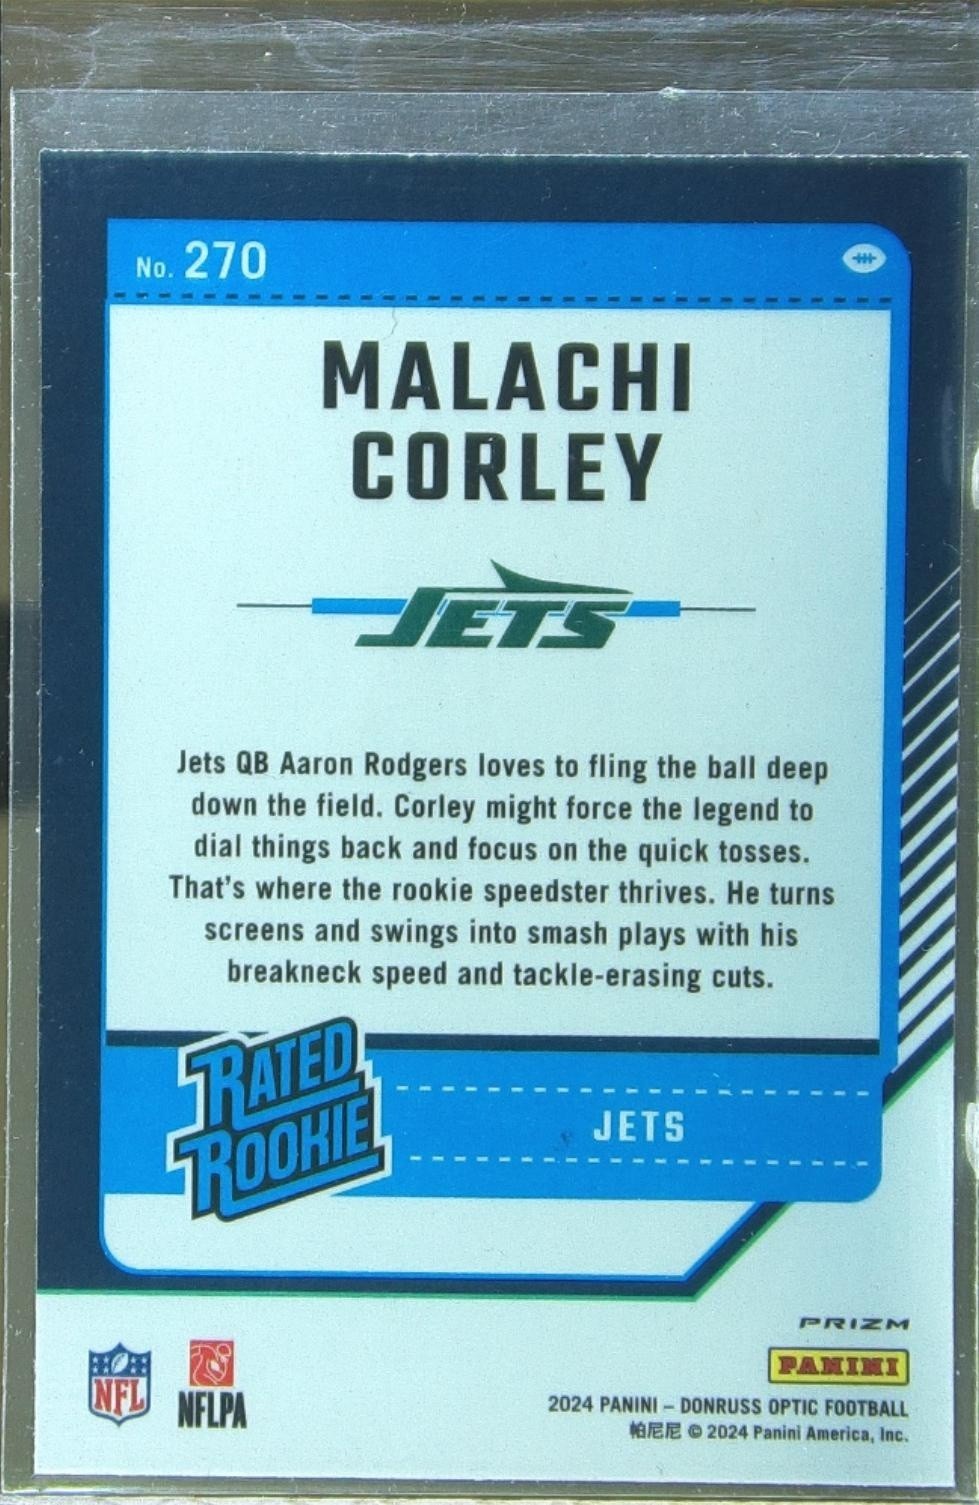 No. 270
MALACHI
CORLEY
JETS
Jets QB Aaron Rodgers loves to fling the ball deep
down the field. Corley might force the legend to
dial things back and focus on the quick tosses.
That's where the rookie speedster thrives. He turns
screens and swings into smash plays with his
breakneck speed and tackle-erasing cuts.
RATED
ROOKIE
JETS
PRIZM
PANINI
NFL
NFLPA
2024 PANINI – DONRUSS OPTIC FOOTBALL
帕尼尼 © 2024 Panini America, Inc.